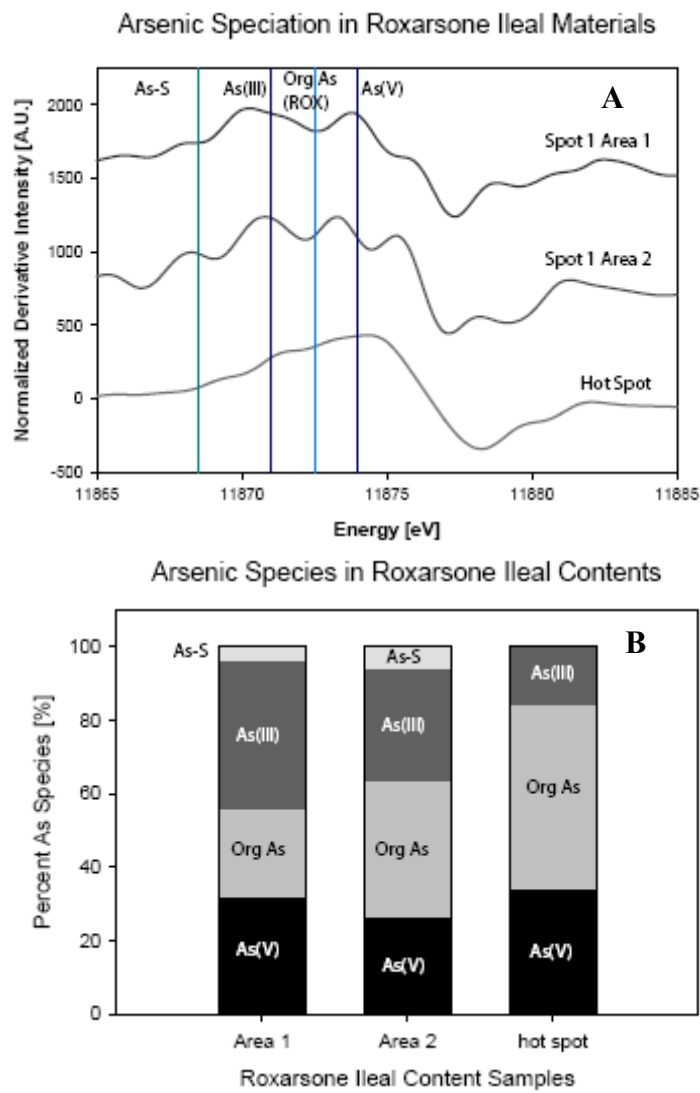 Arsenic Speciation in Roxarsone Ileal Materials
Normalized Derivative Intensity [A.U.]
2000
1500
1000
500
0
-500
As-S
As(III)
Org As
(ROX)
As(V)
A
Spot 1 Area 1
Spot 1 Area 2
Hot Spot
11865
11870
11875
11880
11885
Energy [eV]
Arsenic Species in Roxarsone Ileal Contents
B
Percent As Species [%]
100
80
60
40
20
0
As-S
As(III)
Org As
As(V)
As-S
As(III)
Org As
As(V)
As(III)
Org As
As(V)
Area 1
Area 2
hot spot
Roxarsone Ileal Content Samples